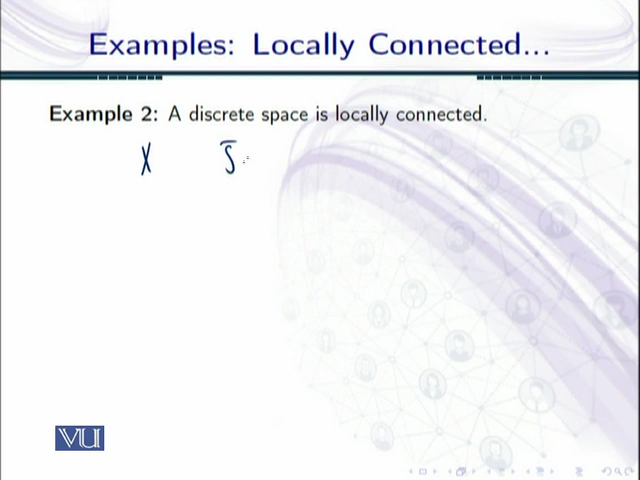 Examples: Locally Connected...
Example 2: A discrete space is locally connected.
X
VU